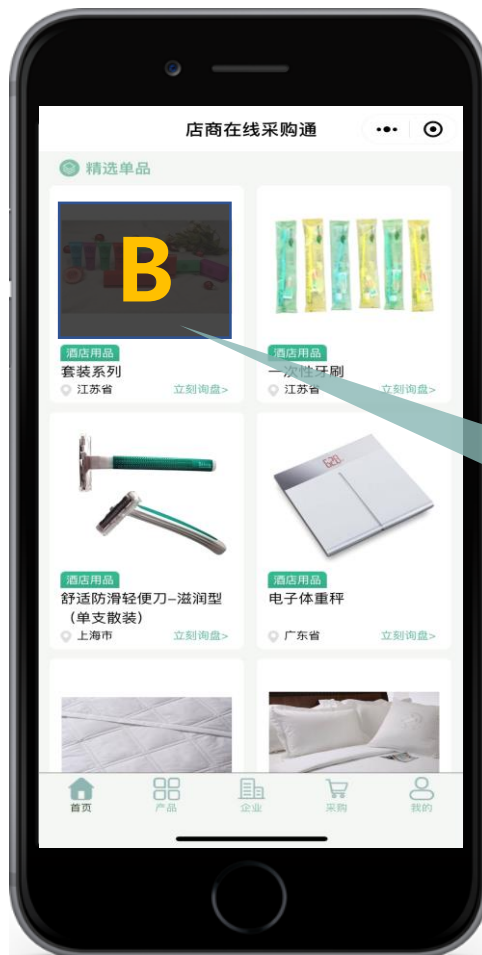 店商在线采购通
精选单品
B
酒店用品
套装系列
江苏省 立刻询盘>
酒店用品
一次性牙刷
江苏省 立刻询盘>
酒店用品
舒适防滑轻便刀-滋润型
（单支散装）
上海市 立刻询盘>
628
酒店用品
电子体重秤
广东省 立刻询盘>
首页 产品 企业 采购 我的